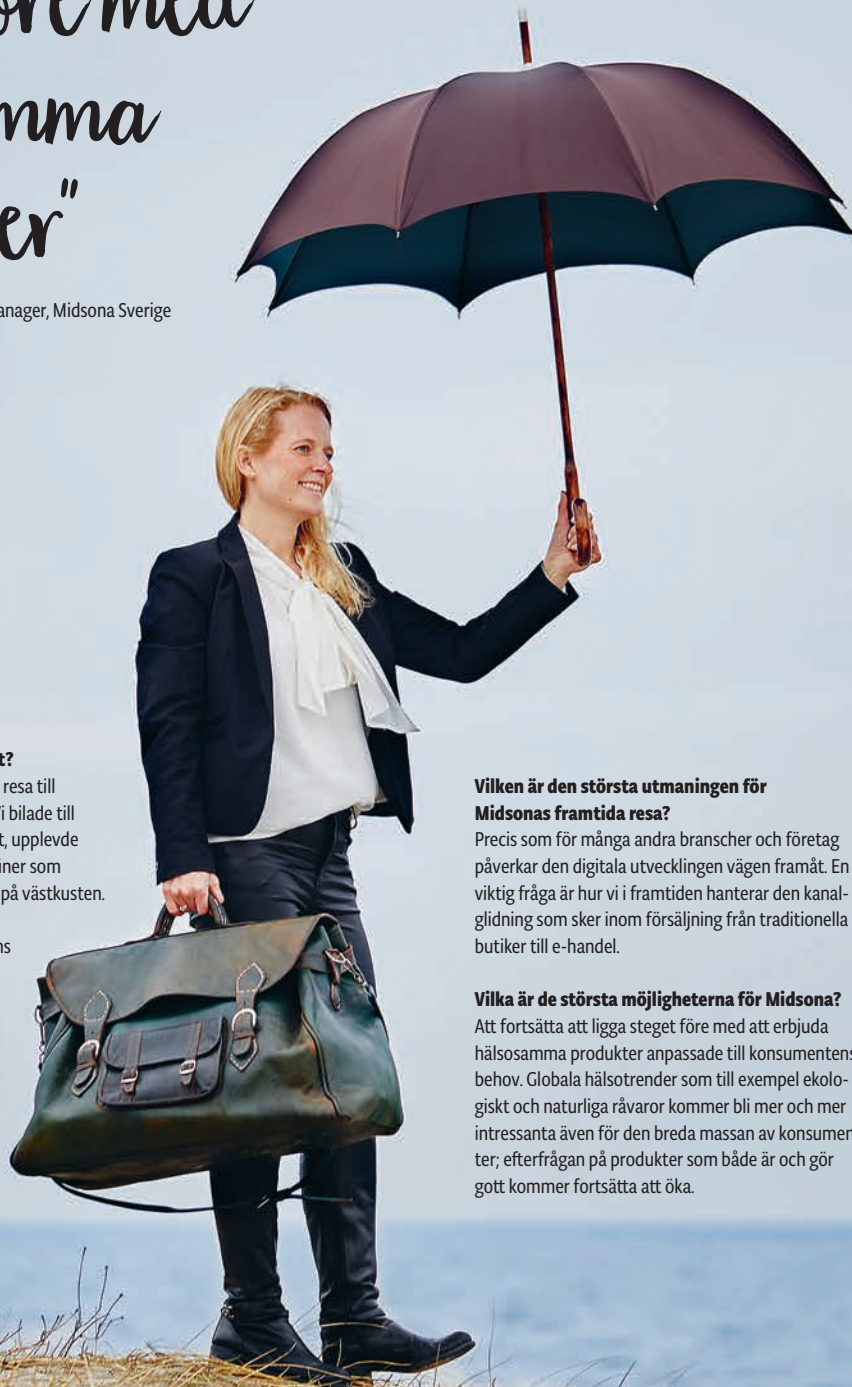 med
er"
Midsona Sverige
resa till
bilade till
upplevde
som
på västkusten.
Vilken är den största utmaningen för
Midsonas framtida resa?
Precis som för många andra branscher och företag
påverkar den digitala utvecklingen vägen framåt. En
viktig fråga är hur vi i framtiden hanterar den kanal-
glidning som sker inom försäljning från traditionella
butiker till e-handel.
Vilka är de största möjligheterna för Midsona?
Att fortsätta att ligga steget före med att erbjuda
hälsosamma produkter anpassade till konsumentens
behov. Globala hälsotrender som till exempel ekolo-
giskt och naturliga råvaror kommer bli mer och mer
intressanta även för den breda massan av konsumen
ter; efterfrågan på produkter som både är och gör
gott kommer fortsätta att öka.